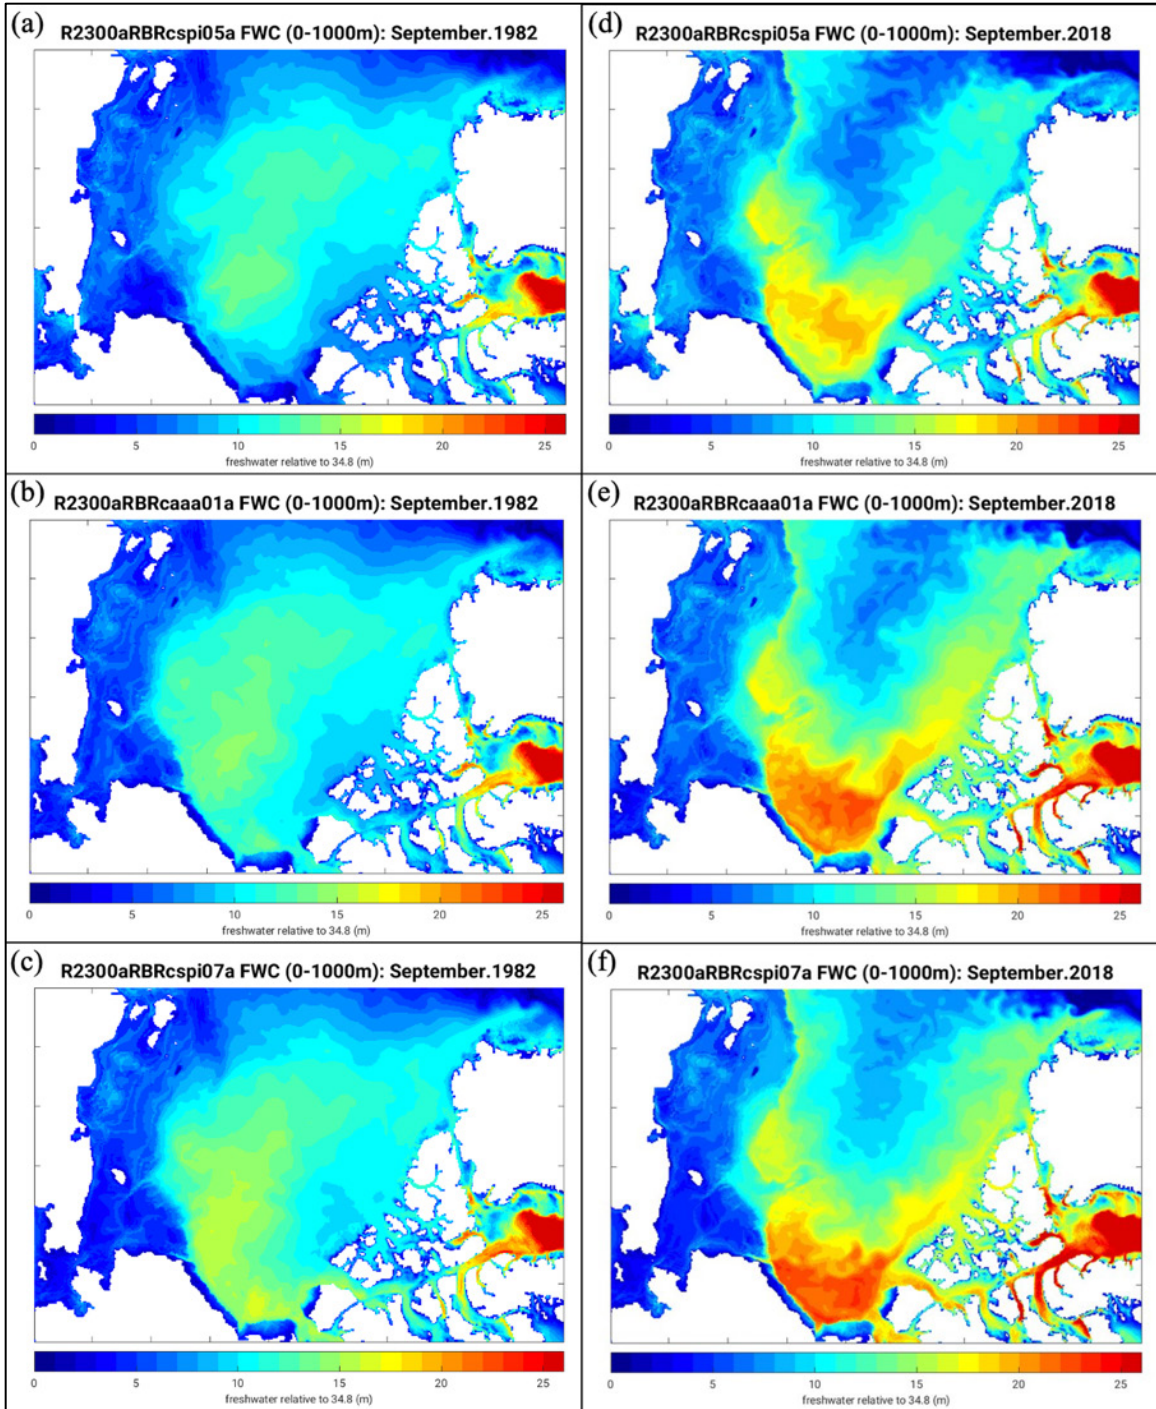 (a)
R2300aRBRcspi05a FWC (0-1000m): September.1982
0 5 10 15 20 25
freshwater relative to 34.8 (m)
(d)
R2300aRBRcspi05a FWC (0-1000m): September.2018
0 5 10 15 20 25
freshwater relative to 34.8 (m)
(b)
R2300aRBRcaaa01a FWC (0-1000m): September.1982
0 5 10 15 20 25
freshwater relative to 34.8 (m)
(e)
R2300aRBRcaaa01a FWC (0-1000m): September.2018
0 5 10 15 20 25
freshwater relative to 34.8 (m)
(c)
R2300aRBRcspi07a FWC (0-1000m): September.1982
0 5 10 15 20 25
freshwater relative to 34.8 (m)
(f)
R2300aRBRcspi07a FWC (0-1000m): September.2018
0 5 10 15 20 25
freshwater relative to 34.8 (m)